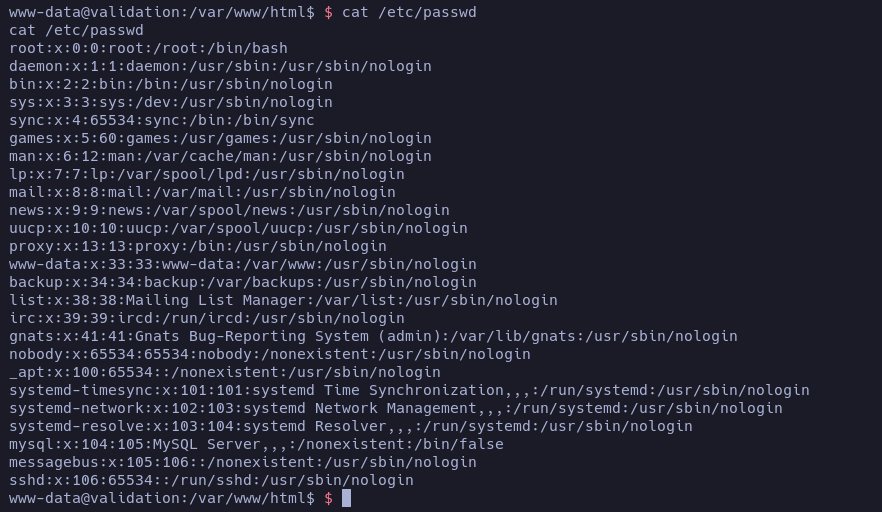 www-data@validation:/var/www/html$ $ cat /etc/passwd
cat /etc/passwd
root:x:0:0:root:/root:/bin/bash
daemon:x:1:1:daemon:/usr/sbin:/usr/sbin/nologin
bin:x:2:2:bin:/bin:/usr/sbin/nologin
sys:x:3:3:sys:/dev:/usr/sbin/nologin
sync:x:4:65534:sync:/bin:/bin/sync
games:x:5:60:games:/usr/games:/usr/sbin/nologin
man:x:6:12:man:/var/cache/man:/usr/sbin/nologin
lp:x:7:7:lp:/var/spool/lpd:/usr/sbin/nologin
mail:x:8:8:mail:/var/mail:/usr/sbin/nologin
news:x:9:9:news:/var/spool/news:/usr/sbin/nologin
uucp:x:10:10:uucp:/var/spool/uucp:/usr/sbin/nologin
proxy:x:13:13:proxy:/bin:/usr/sbin/nologin
www-data:x:33:33:www-data:/var/www:/usr/sbin/nologin
backup:x:34:34:backup:/var/backups:/usr/sbin/nologin
list:x:38:38:Mailing List Manager:/var/list:/usr/sbin/nologin
irc:x:39:39:ircd:/run/ircd:/usr/sbin/nologin
gnats:x:41:41:Gnats Bug-Reporting System (admin):/var/lib/gnats:/usr/sbin/nologin
nobody:x:65534:65534:nobody:/nonexistent:/usr/sbin/nologin
_apt:x:100:65534::/nonexistent:/usr/sbin/nologin
systemd-timesync:x:101:101:systemd Time Synchronization,,,:/run/systemd:/usr/sbin/nologin
systemd-network:x:102:103:systemd Network Management,,,:/run/systemd:/usr/sbin/nologin
systemd-resolve:x:103:104:systemd Resolver,,,:/run/systemd:/usr/sbin/nologin
mysql:x:104:105:MySQL Server,,,:/nonexistent:/bin/false
messagebus:x:105:106::/nonexistent:/usr/sbin/nologin
sshd:x:106:65534::/run/sshd:/usr/sbin/nologin
www-data@validation:/var/www/html$ $